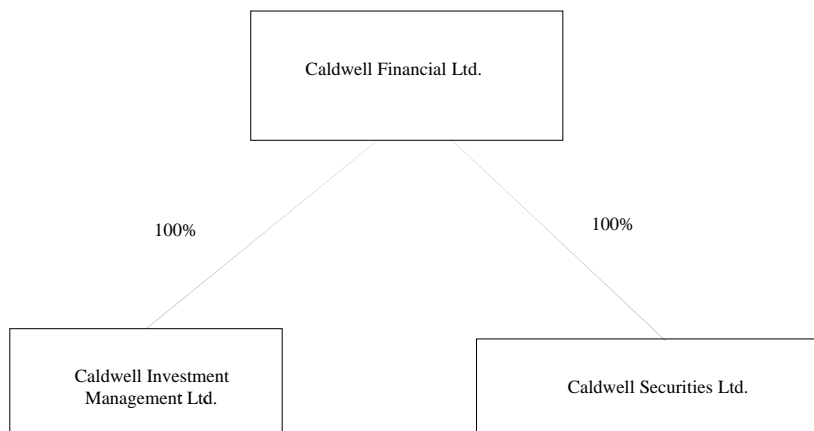 Caldwell Financial Ltd.
100%
100%
Caldwell Investment
Management Ltd.
Caldwell Securities Ltd.